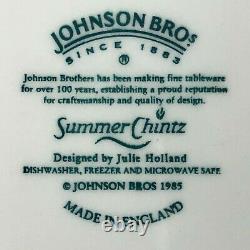 JOHNSON BROS
SINCE 1883
®
Johnson Brothers has been making fine tableware
for over 100 years, establishing a proud reputation
for craftsmanship and quality of design.
Summer Chintz
Designed by Julie Holland
DISHWASHER, FREEZER AND MICROWAVE SAFE
© JOHNSON BROS 1985
MADE IN ENGLAND
withQuality.com